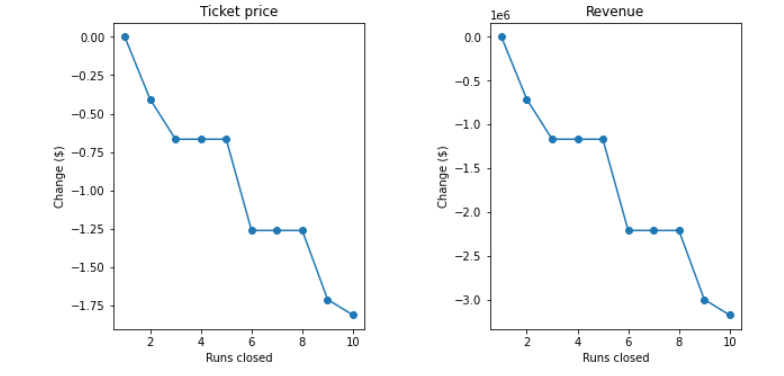 Ticket price
0.00
−0.25
−0.50
−0.75
−1.00
−1.25
−1.50
−1.75
Change ($)
2 4 6 8 10
Runs closed
Revenue
1e6
0.0
−0.5
−1.0
−1.5
−2.0
−2.5
−3.0
Change ($)
2 4 6 8 10
Runs closed